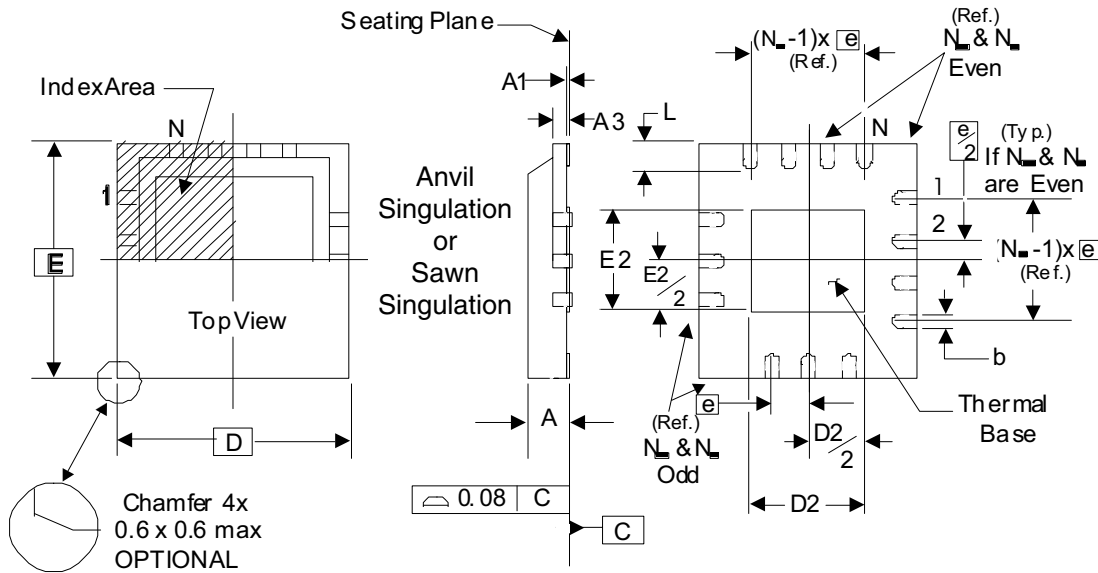 Seating Plane
(Ref.)
N & N
Even
(N -1)x e
(Ref.)
A1
IndexArea
A3
L
N
N
e/2
(Typ.)
If N & N
are Even
1
1
2
Anvil
Singulation
or
Sawn
Singulation
E2
E2/2
(N -1)x e
(Ref.)
E
TopView
b
A
e
(Ref.)
N & N
Odd
D2/2
Thermal
Base
D
D2
0.08 C
C
Chamfer 4x
0.6 x 0.6 max
OPTIONAL